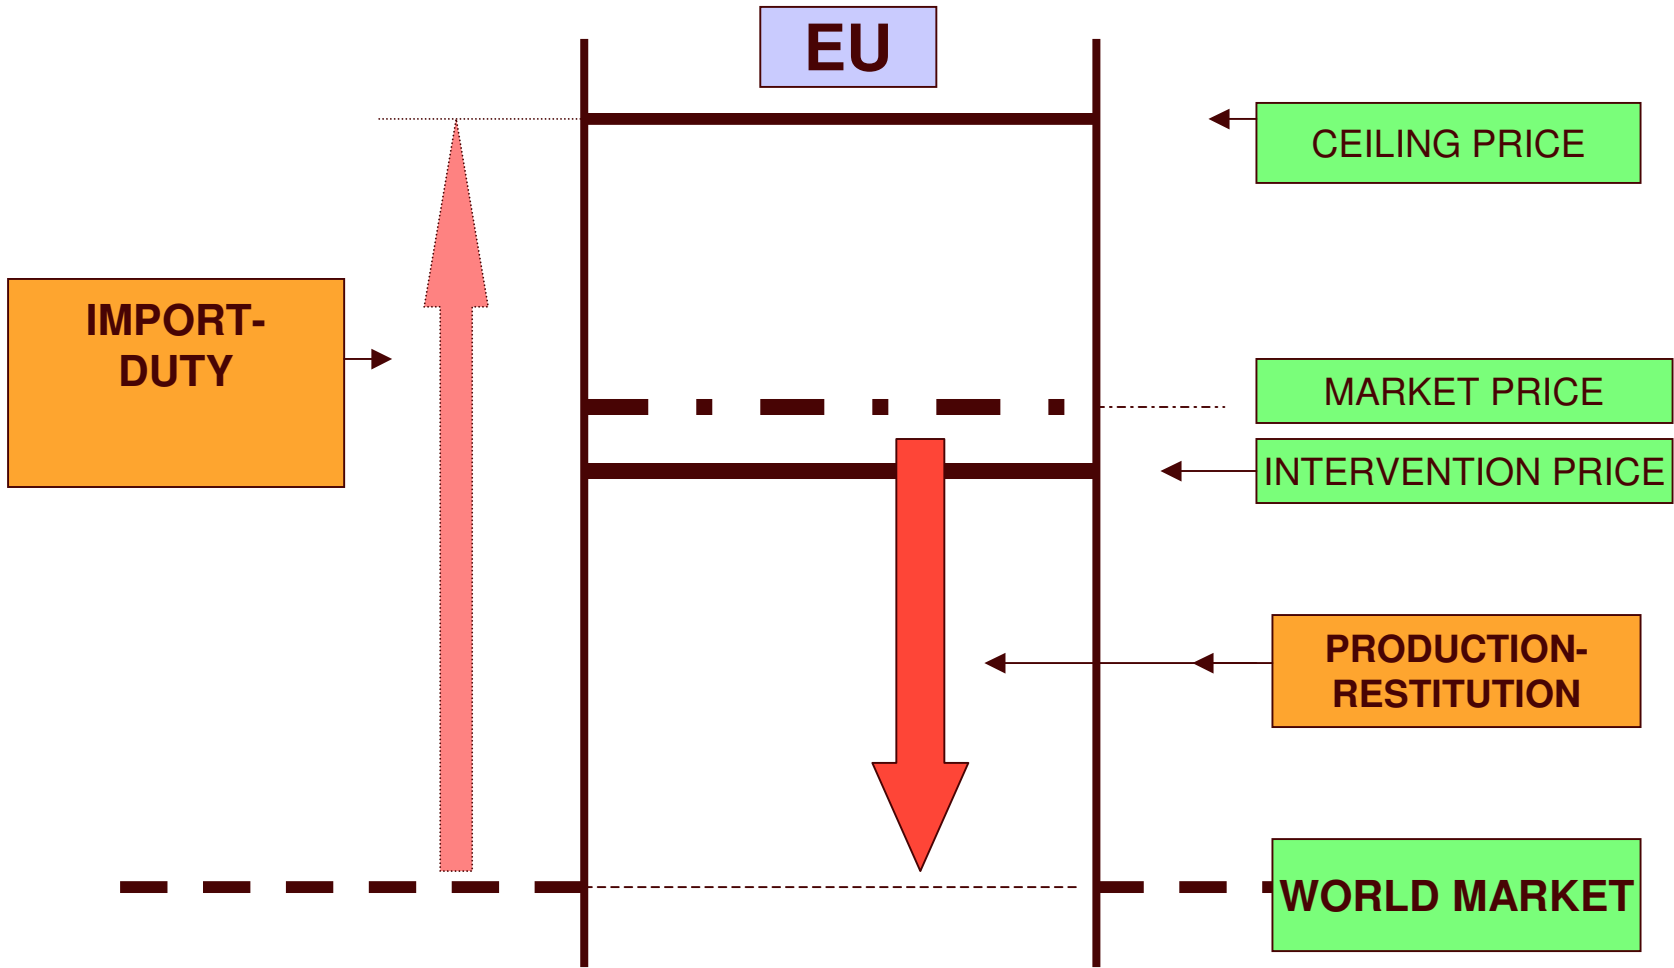 EU
CEILING PRICE
IMPORT-
DUTY
MARKET PRICE
INTERVENTION PRICE
PRODUCTION-
RESTITUTION
WORLD MARKET